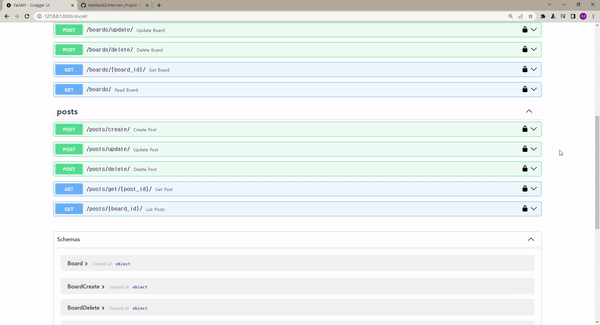 FastAPI - Swagger UI
127.0.0.1:8000/docs#/
POST /boards/update/ Update Board
POST /boards/delete/ Delete Board
GET /boards/{board_id}/ Get Board
GET /boards/ Read Board
posts
POST /posts/create/ Create Post
POST /posts/update/ Update Post
POST /posts/delete/ Delete Post
GET /posts/get/{post_id}/ Get Post
GET /posts/{board_id}/ List Posts
Schemas
Board Expand all object
BoardCreate Expand all object
BoardDelete Expand all object